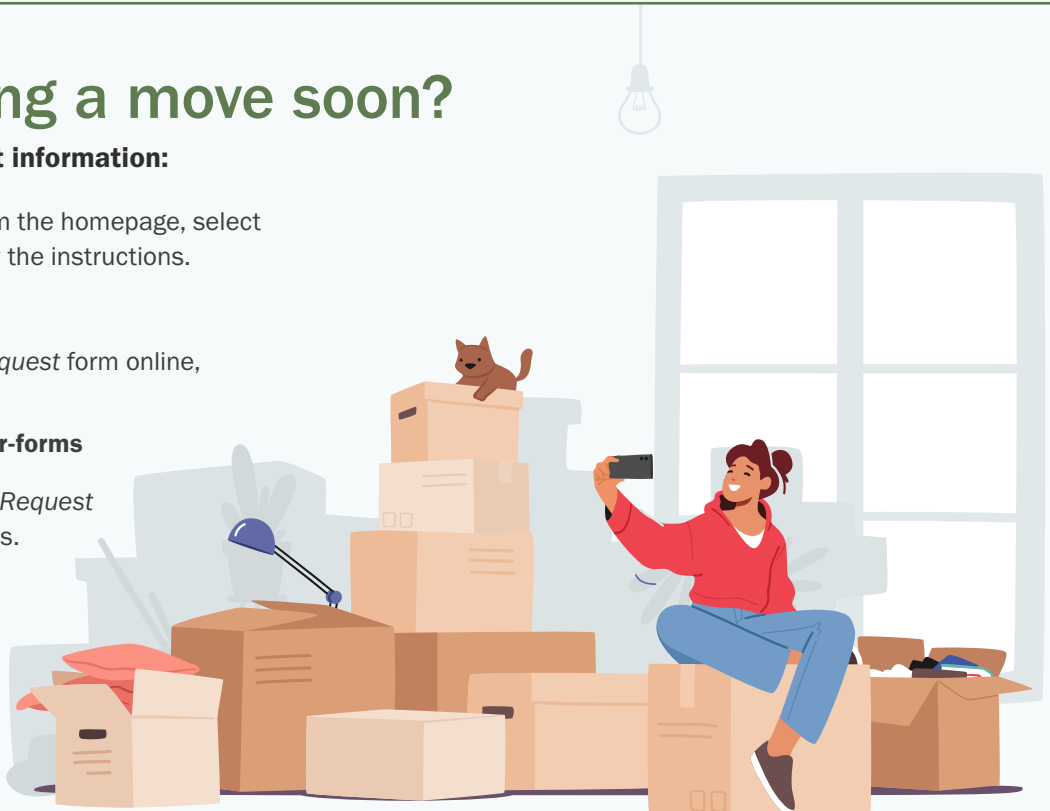 ng a move soon?
t information:
m the homepage, select
the instructions.
quest form online,
r-forms
Request
s.